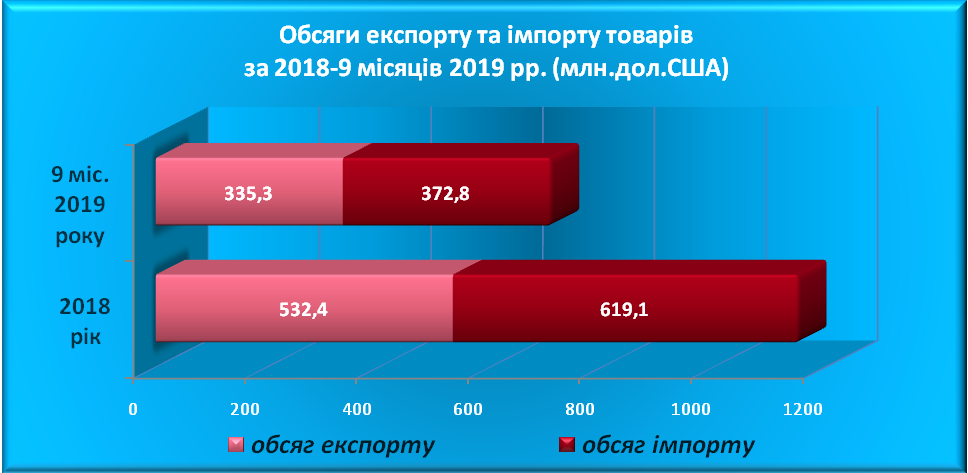 Обсяги експорту та імпорту товарів
за 2018-9 місяців 2019 рр. (млн.дол.США)
9 міс.
2019
року
335,3 372,8
2018
рік
532,4 619,1
0 200 400 600 800 1000 1200
обсяг експорту обсяг імпорту